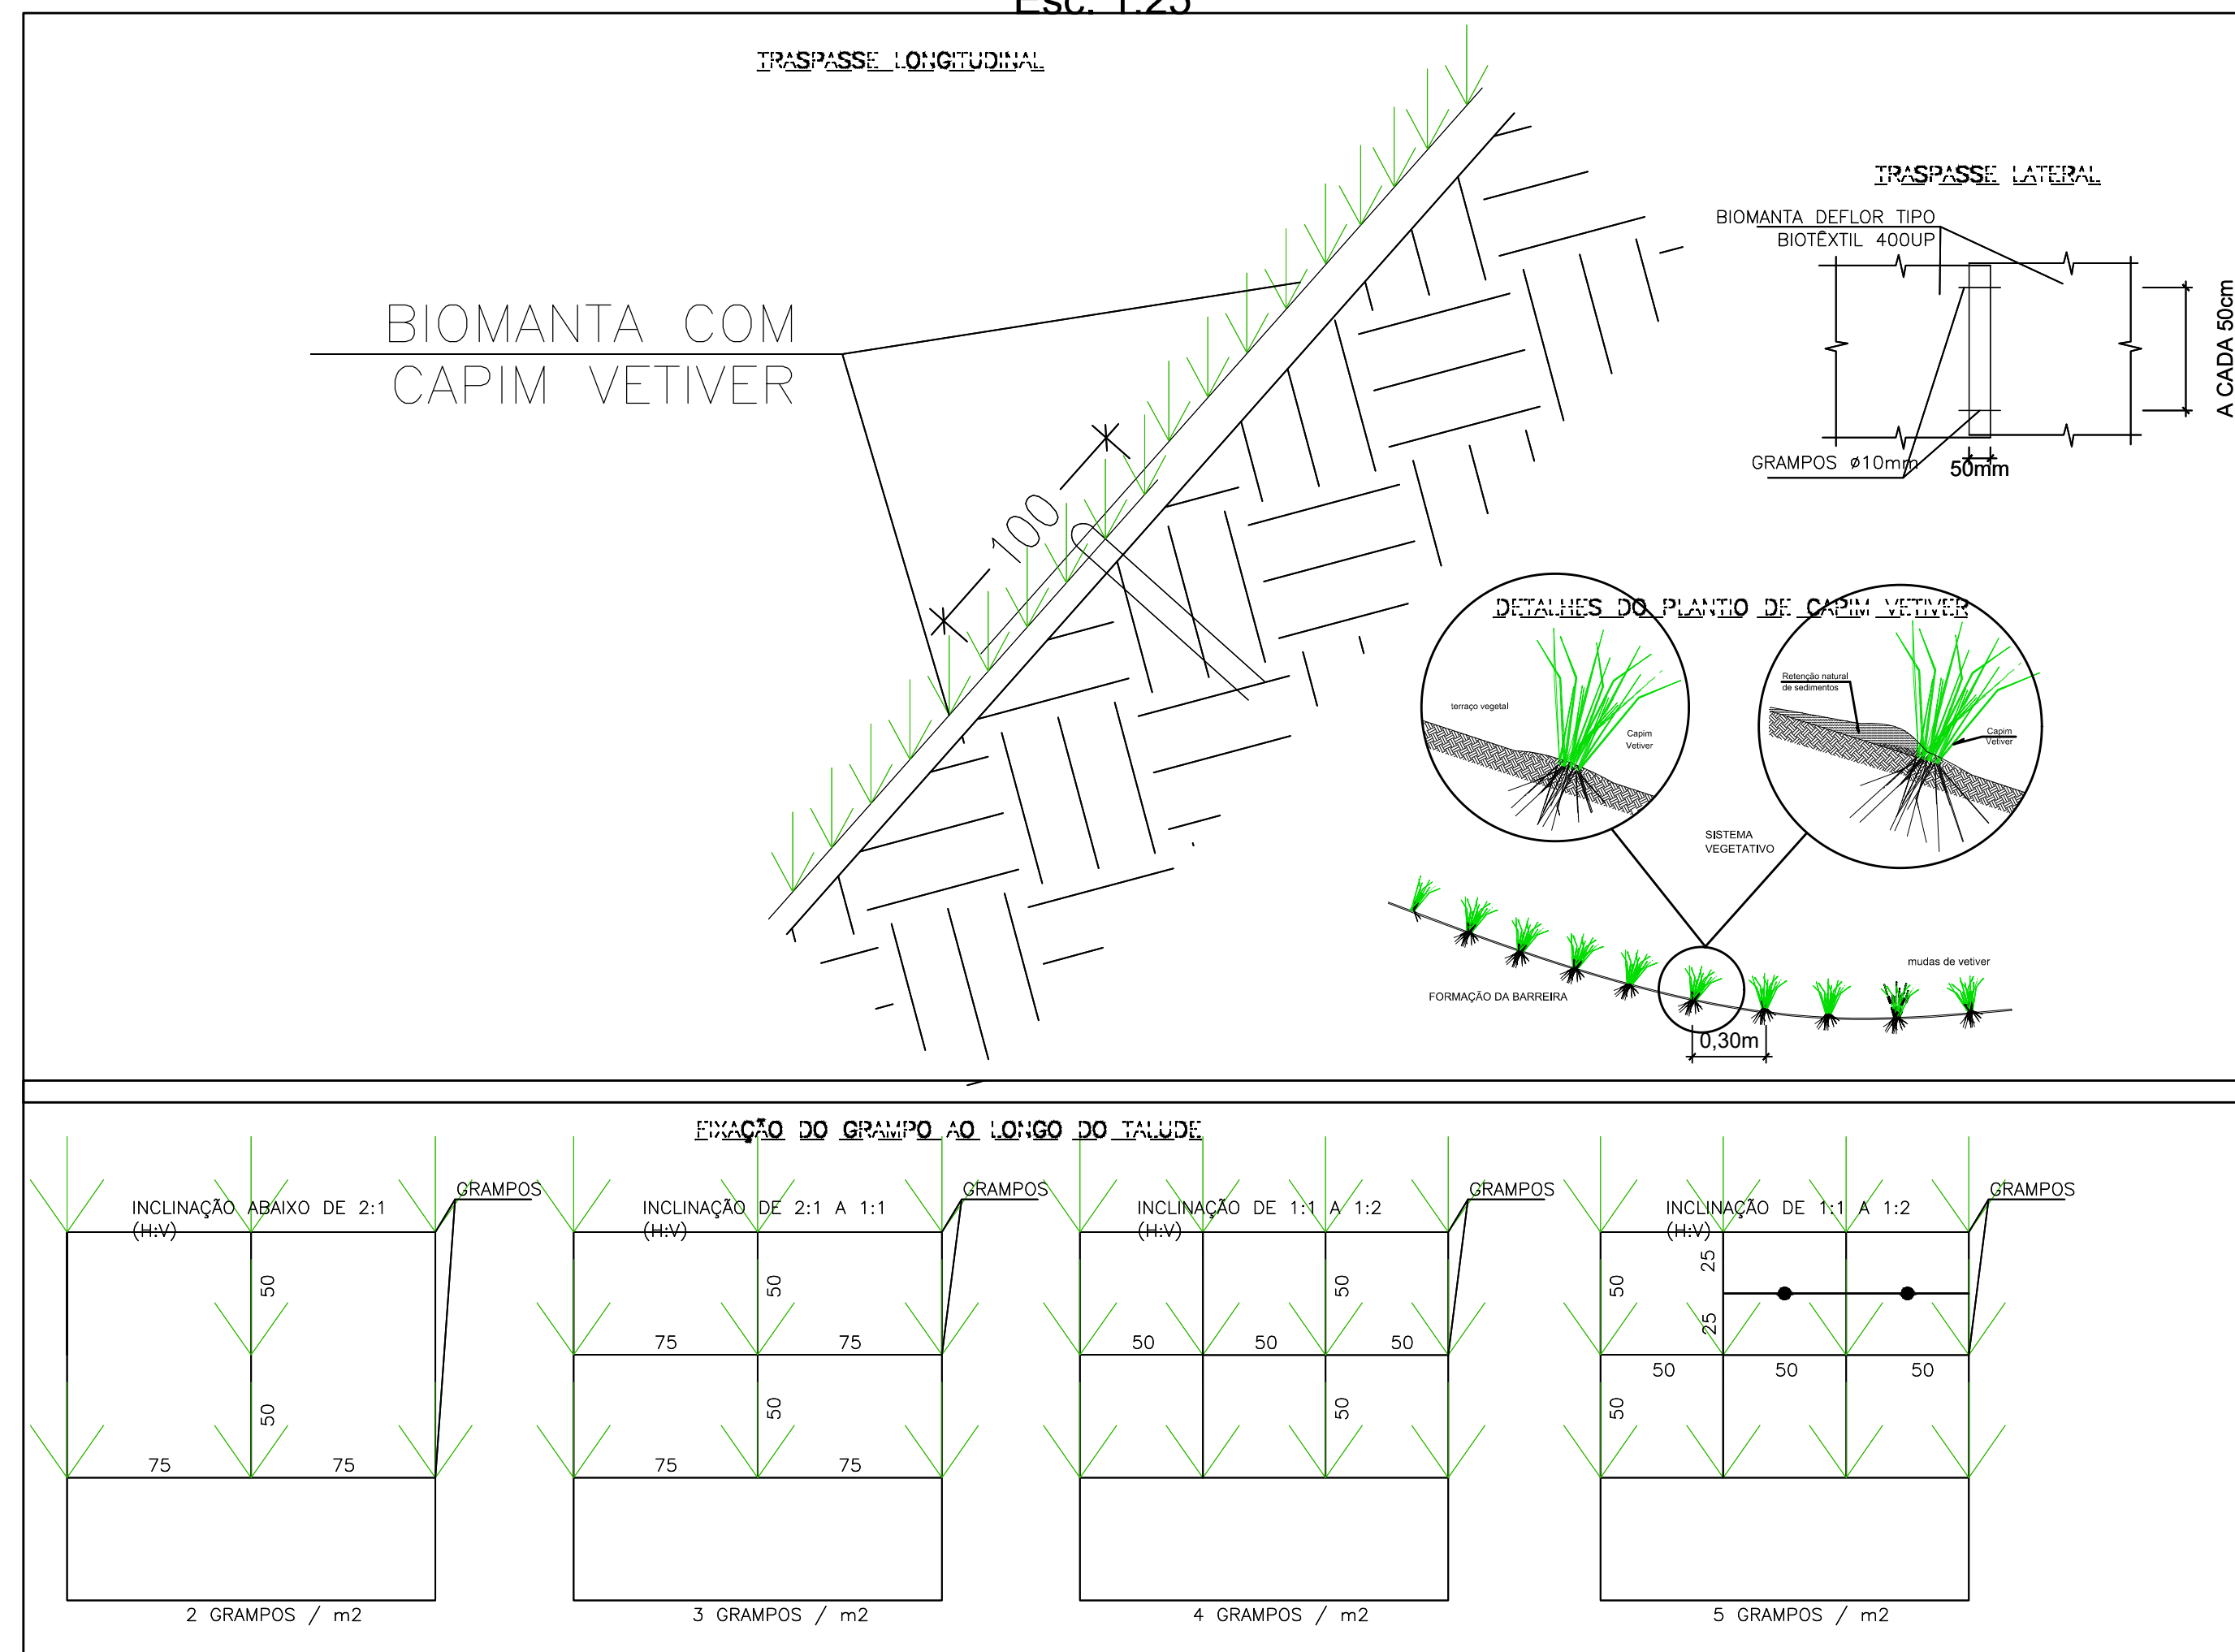 Esc. 1:25
TRASPASSE LONGITUDINAL
BIOMANTA COM
CAPIM VETIVER
100
TRASPASSE LATERAL
BIOMANTA DEFLOR TIPO
BIOTÊXTIL 400UP
A CADA 50cm
GRAMPOS ø10mm
50mm
DETALHES DO PLANTIO DE CAPIM VETIVER
terraço vegetal
Capim
Vetiver
Retenção natural
de sedimentos
Capim
Vetiver
SISTEMA
VEGETATIVO
mudas de vetiver
FORMAÇÃO DA BARREIRA
0,30m
FIXAÇÃO DO GRAMPO AO LONGO DO TALUDE
INCLINAÇÃO ABAIXO DE 2:1
(H:V)
GRAMPOS
50
50
75 75
2 GRAMPOS / m2
INCLINAÇÃO DE 2:1 A 1:1
(H:V)
GRAMPOS
50
75 75
50
75 75
3 GRAMPOS / m2
INCLINAÇÃO DE 1:1 A 1:2
(H:V)
GRAMPOS
50
50 50 50
50
4 GRAMPOS / m2
INCLINAÇÃO DE 1:1 A 1:2
(H:V)
GRAMPOS
25
50
25
50 50 50
50
5 GRAMPOS / m2